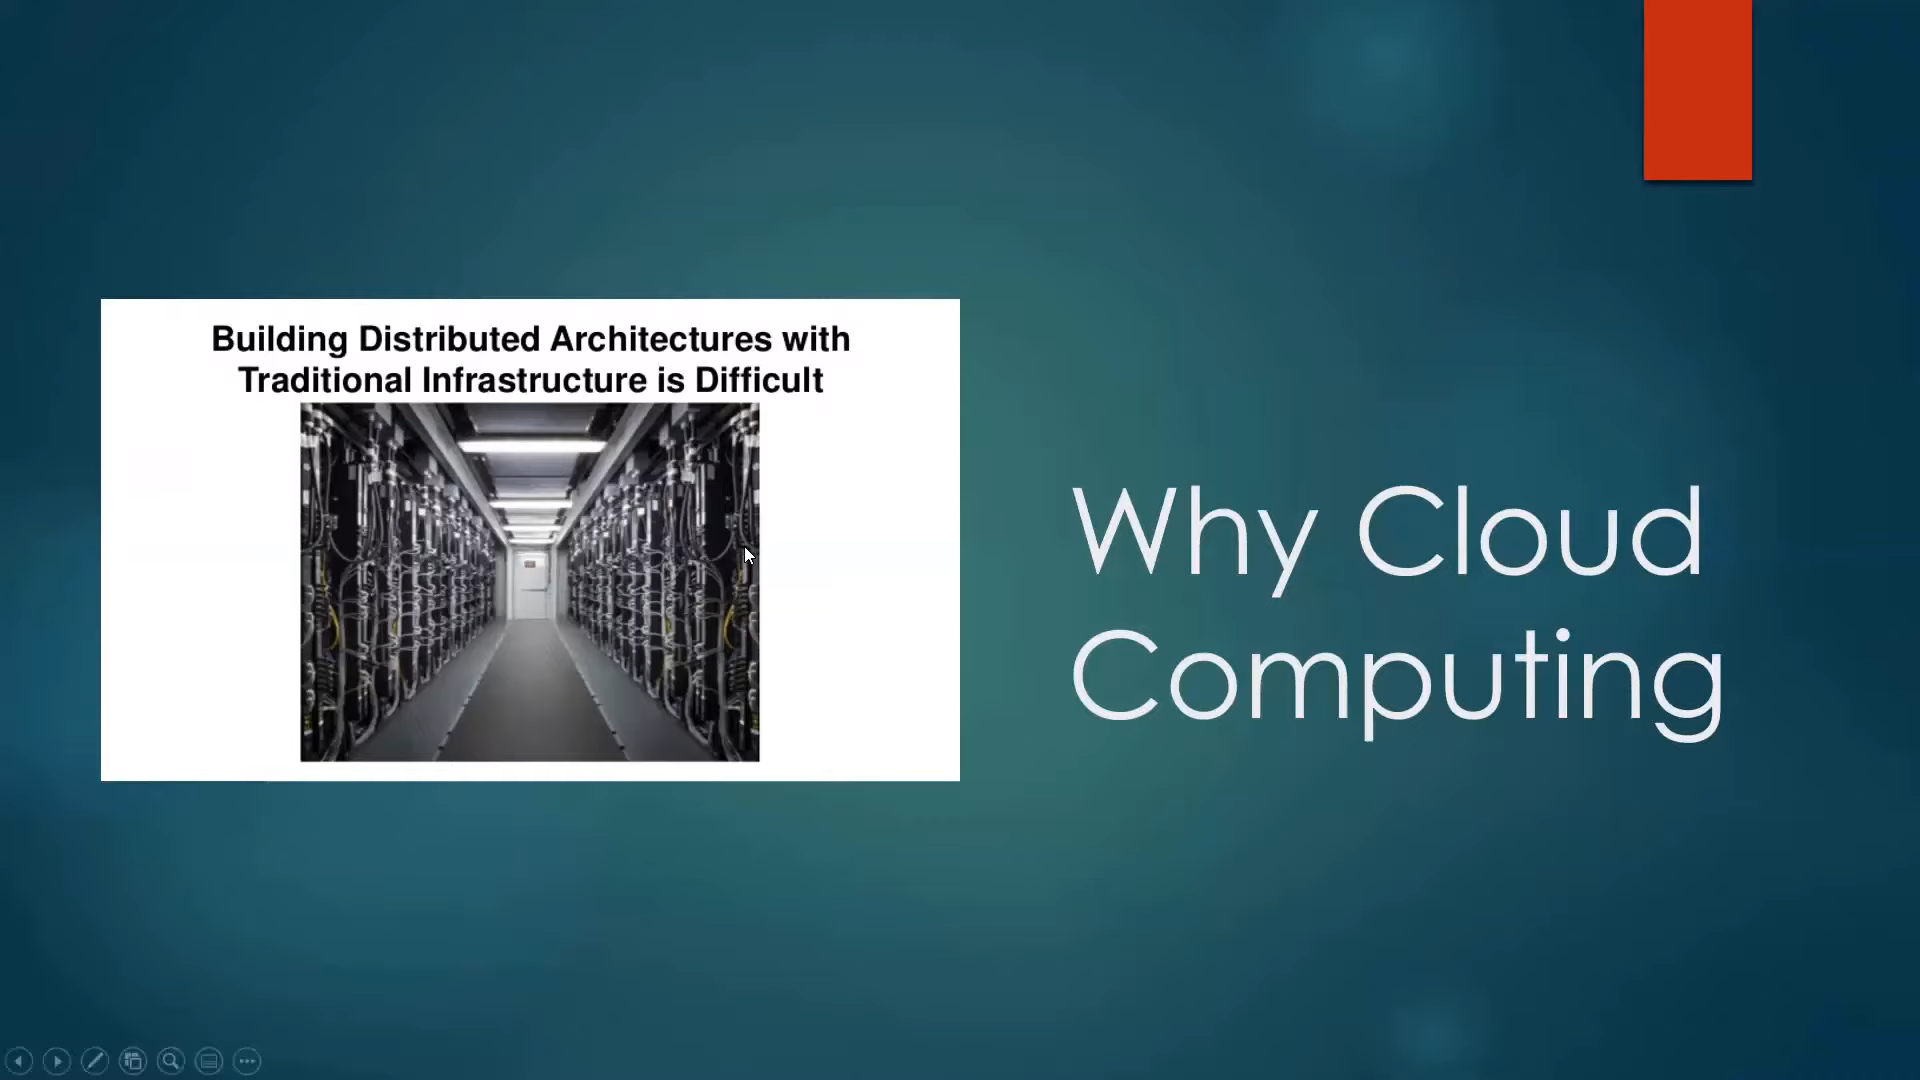 Building Distributed Architectures with
Traditional Infrastructure is Difficult
Why Cloud
Computing